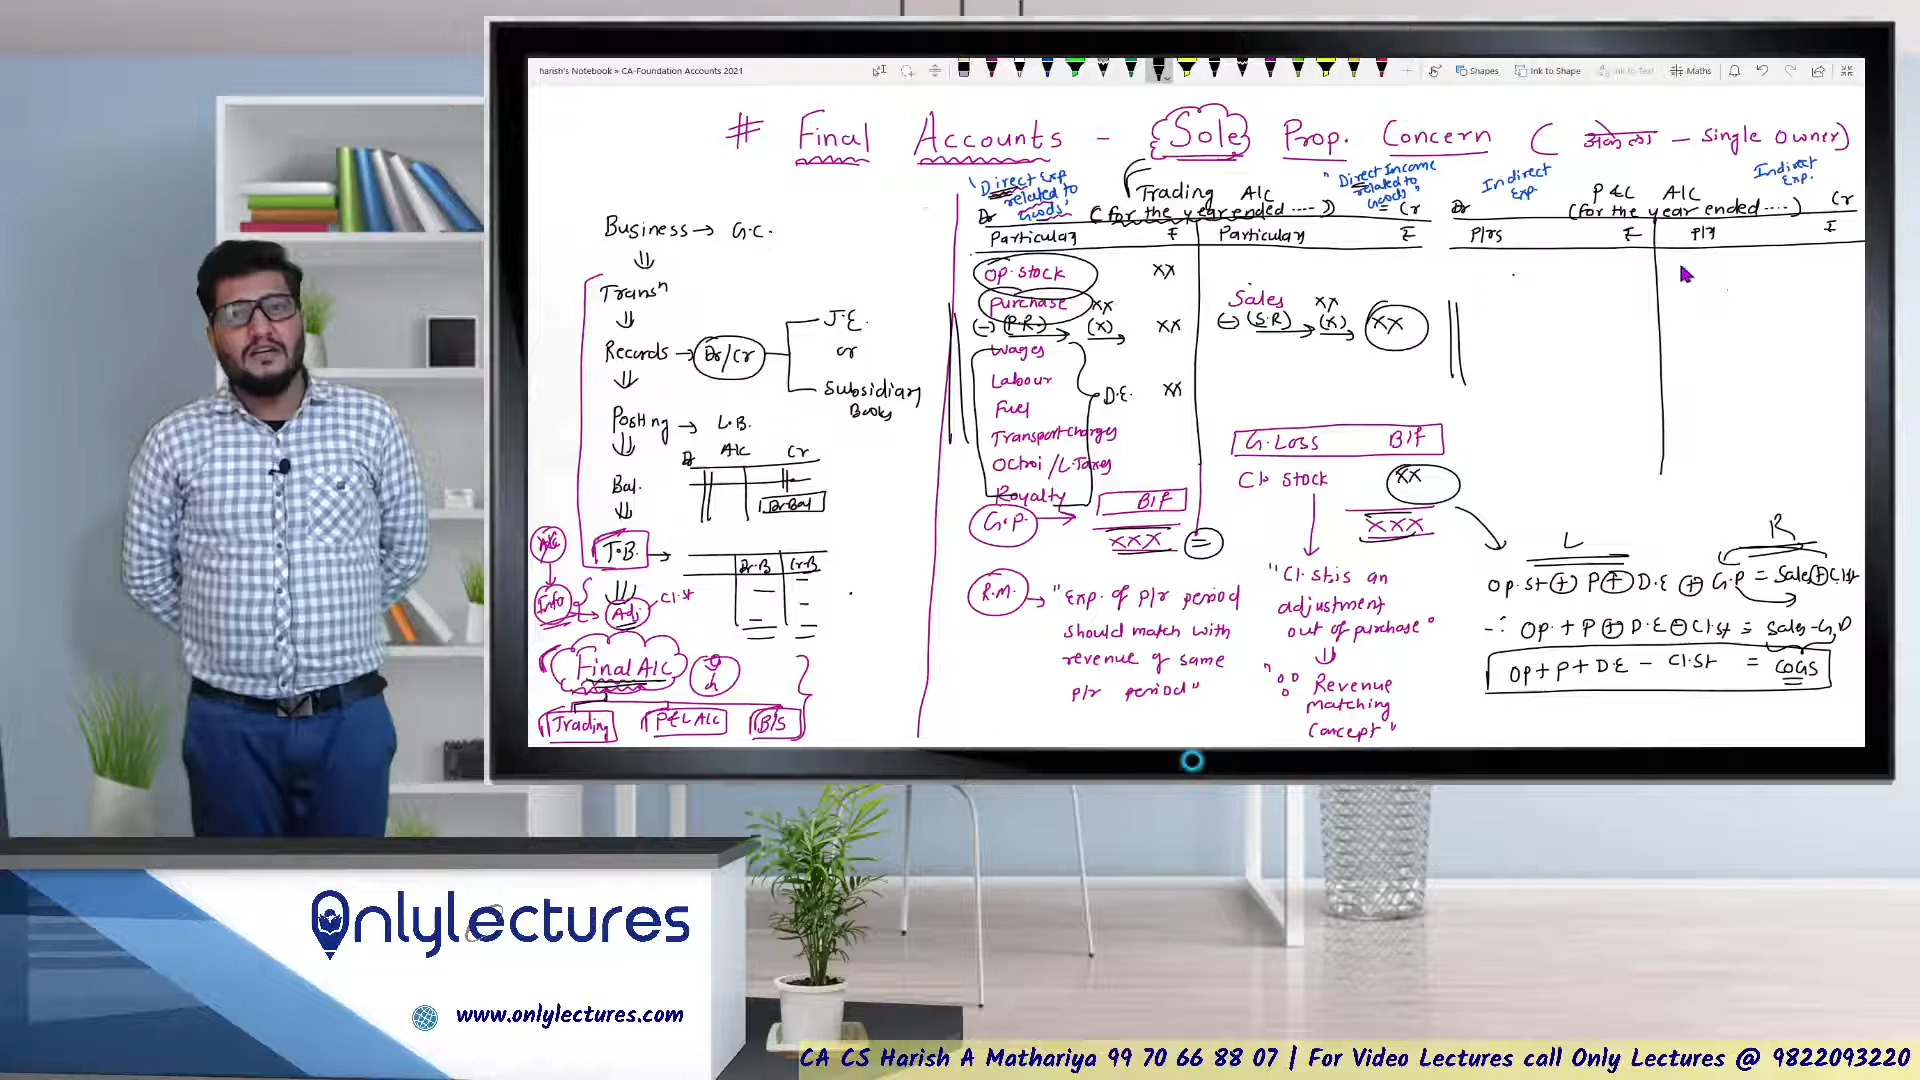 harish's Notebook » CA-Foundation Accounts 2021
Shapes
Ink to Shape
Ink to Text
Maths
# Final Accounts - Sole Prop. Concern ( अकेला - Single Owner)
Business → G.C.
Transn
Records → Dr/Cr
J.E.
or
Subsidiary
Books
Posting → L.B.
Dr A/c Cr
Bal.
Dr Bal
T.B. →
Dr.B Cr.B
Info
Adj
Cl.st
Final A/c
Trading
P&L A/c
B/S
"Direct Exp
related to
Goods"
Trading A/c
"Direct Income
related to
Goods"
Dr (for the year ended ....) Cr
Particular ₹ Particular ₹
Op. stock xx
Purchase xx
(-) (P.R.) (x) xx
Wages
Labour
Fuel
Transport charges
Octroi / L.Taxes
Royalty
D.E. xx
G.P. → B/F
xxx =
Sales xx
(-) (S.R) (x) xx
G.Loss B/F
Cl. Stock xx
xxx
R.M. → "Exp. of P/r period
should match with
revenue of same
P/r period"
"Cl.st is an
adjustment
out of purchase"
"∴ Revenue
matching
Concept"
Indirect
Exp.
P&L A/c
Indirect
Exp.
Dr (for the year ended ....) Cr
P/rs ₹ P/r ₹
L R
Op.st + P + D.E + G.P = Sales + Cl.st
∴ Op. + P + D.E - Cl.st = Sales - G.P
Op + P + D.E - Cl.st = COGS
Onlylectures
www.onlylectures.com
CA CS Harish A Mathariya 99 70 66 88 07 | For Video Lectures call Only Lectures @ 9822093220